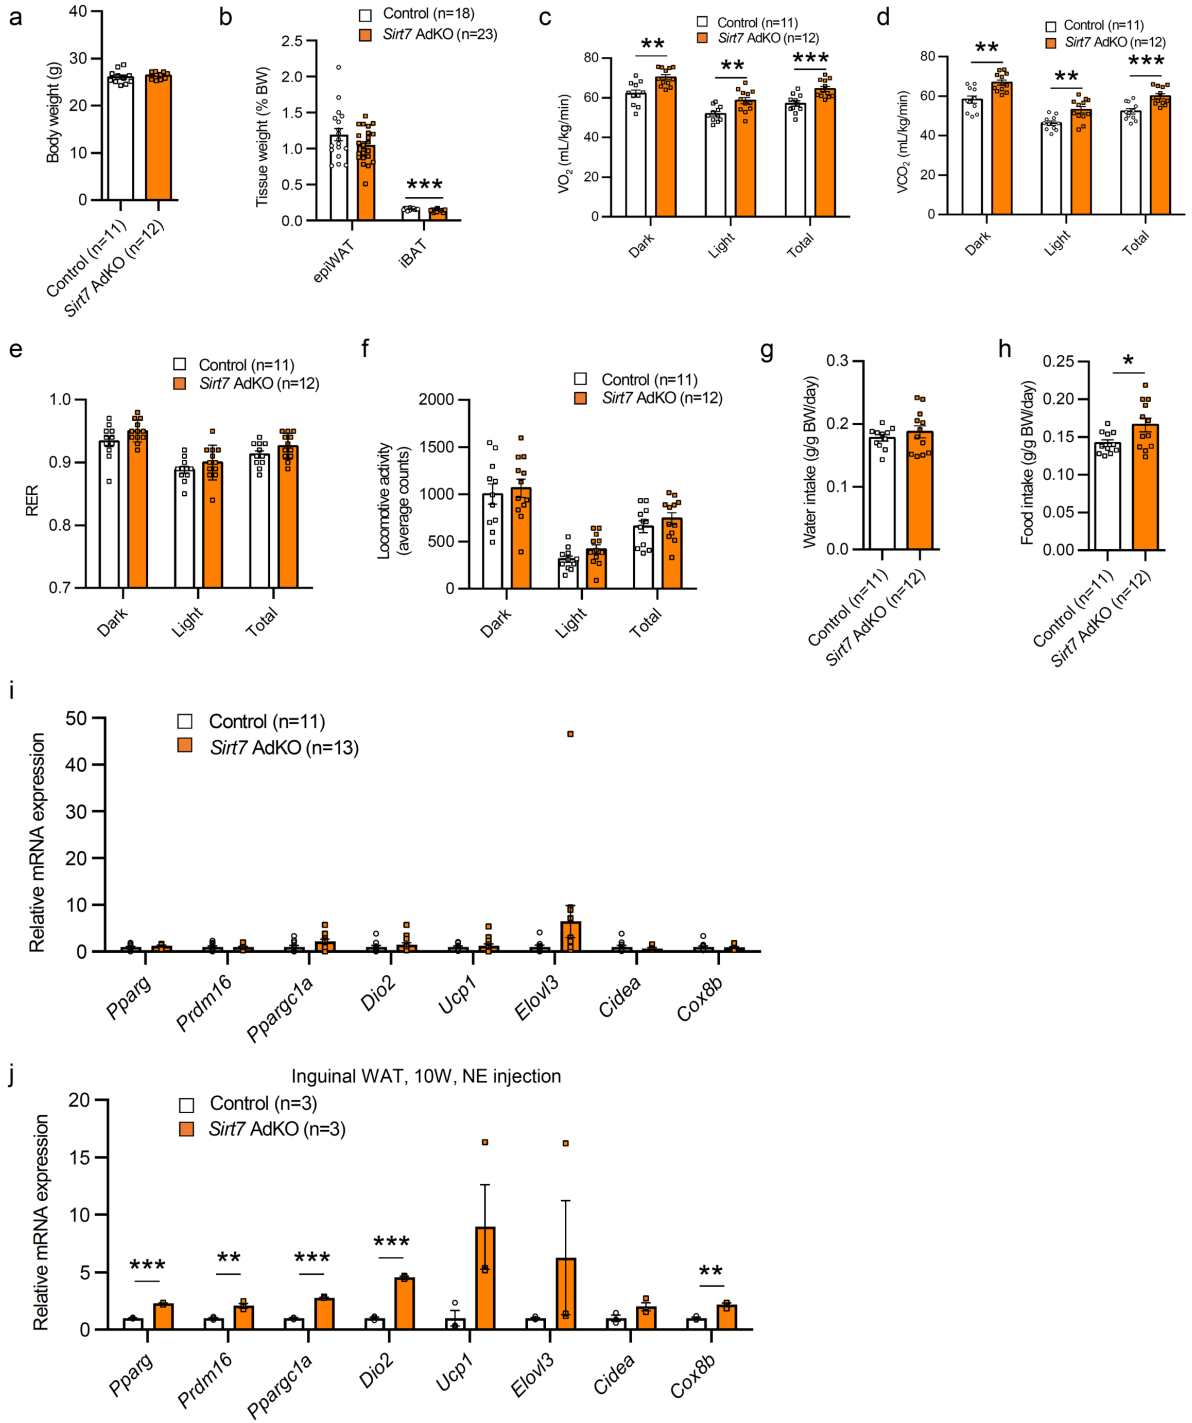 a
Body weight (g)
40
30
20
10
0
Control (n=11)
Sirt7 AdKO (n=12)
b
Control (n=18)
Sirt7 AdKO (n=23)
Tissue weight (% BW)
2.5
2.0
1.5
1.0
0.5
0.0
***
epiWAT
iBAT
c
Control (n=11)
Sirt7 AdKO (n=12)
VO2 (mL/kg/min)
80
60
40
20
0
**
**
***
Dark
Light
Total
d
Control (n=11)
Sirt7 AdKO (n=12)
VCO2 (mL/kg/min)
80
60
40
20
0
**
**
***
Dark
Light
Total
e
Control (n=11)
Sirt7 AdKO (n=12)
RER
1.0
0.9
0.8
0.7
Dark
Light
Total
f
Control (n=11)
Sirt7 AdKO (n=12)
Locomotive activity
(average counts)
2000
1500
1000
500
0
Dark
Light
Total
g
Water intake (g/g BW/day)
0.3
0.2
0.1
0.0
Control (n=11)
Sirt7 AdKO (n=12)
h
Food intake (g/g BW/day)
0.25
0.20
0.15
0.10
0.05
0.00
*
Control (n=11)
Sirt7 AdKO (n=12)
i
Control (n=11)
Sirt7 AdKO (n=13)
Relative mRNA expression
50
40
30
20
10
0
Pparg
Prdm16
Ppargc1a
Dio2
Ucp1
Elovl3
Cidea
Cox8b
j
Inguinal WAT, 10W, NE injection
Control (n=3)
Sirt7 AdKO (n=3)
Relative mRNA expression
20
15
10
5
0
***
**
***
***
**
Pparg
Prdm16
Ppargc1a
Dio2
Ucp1
Elovl3
Cidea
Cox8b